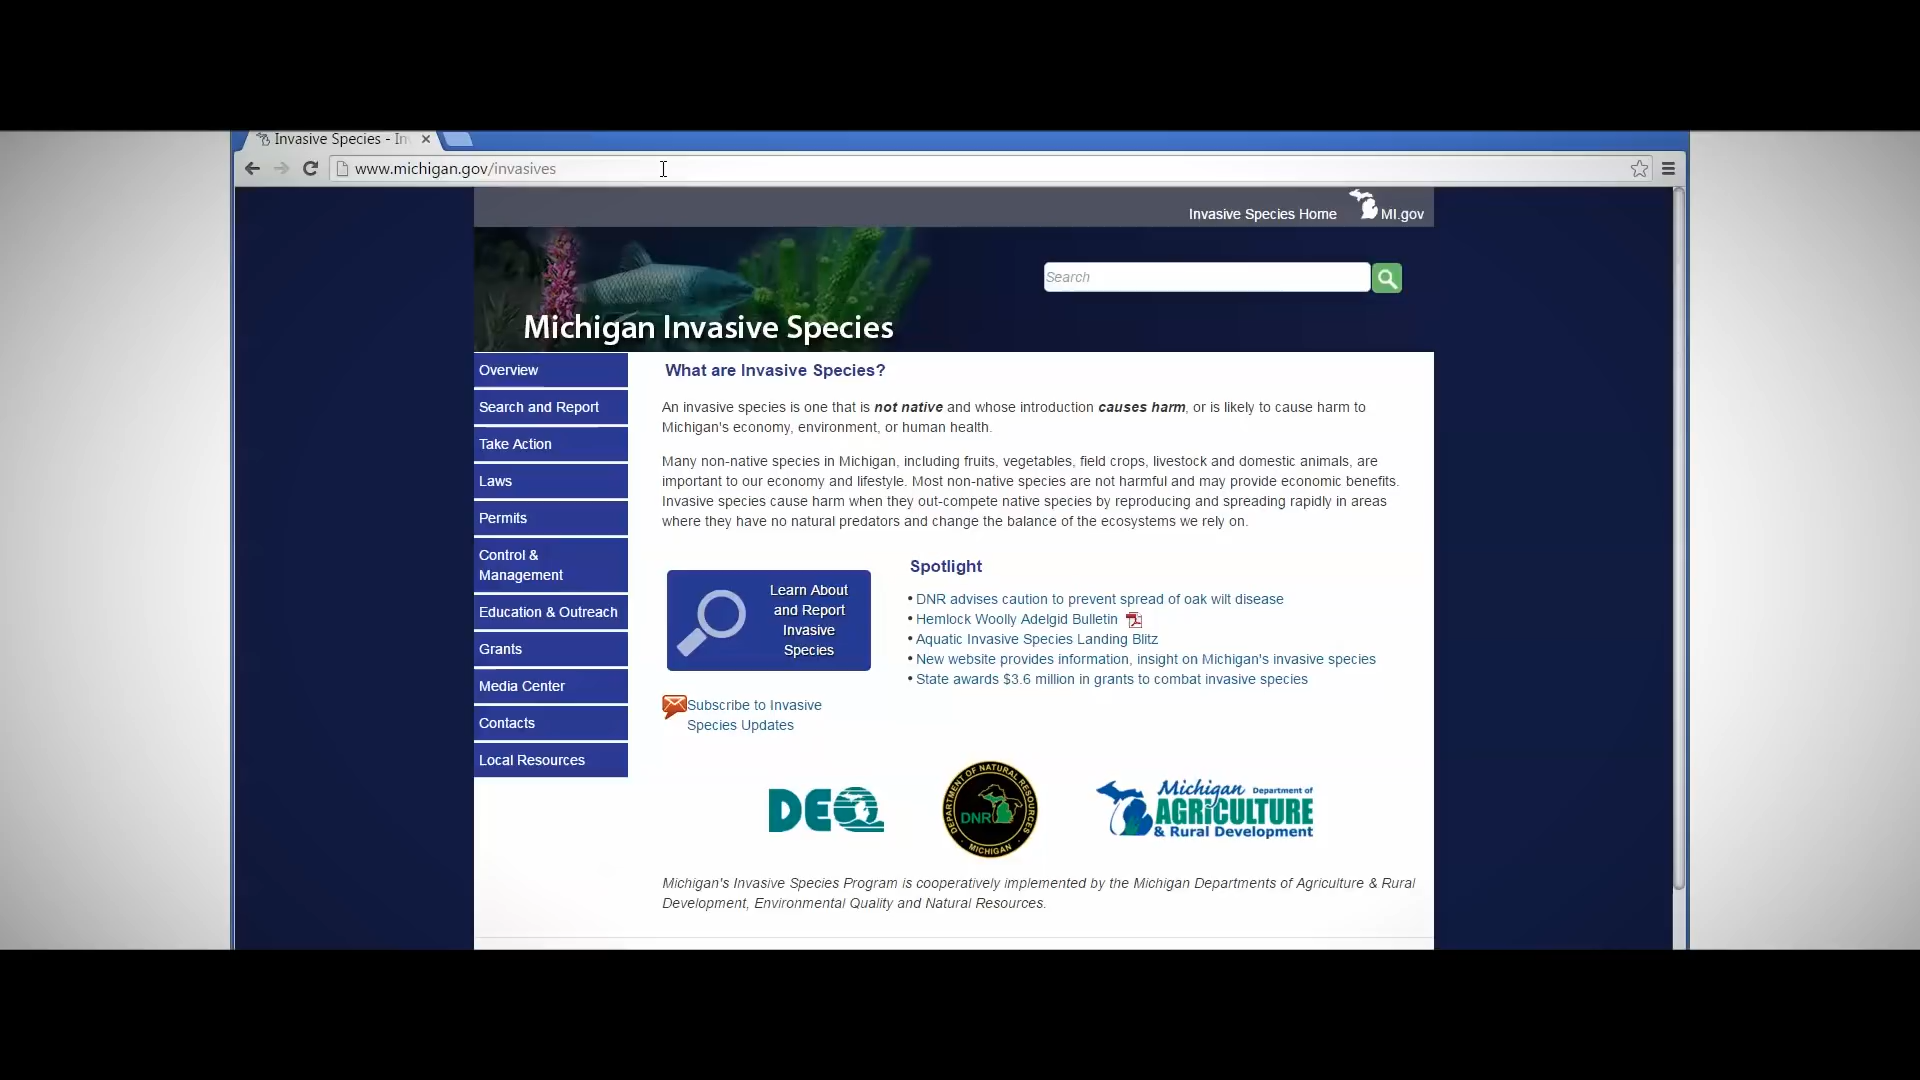 Invasive Species - In
www.michigan.gov/invasives
Invasive Species Home MI.gov
Search
Michigan Invasive Species
Overview
Search and Report
Take Action
Laws
Permits
Control &
Management
Education & Outreach
Grants
Media Center
Contacts
Local Resources
What are Invasive Species?
An invasive species is one that is not native and whose introduction causes harm, or is likely to cause harm to
Michigan's economy, environment, or human health.
Many non-native species in Michigan, including fruits, vegetables, field crops, livestock and domestic animals, are
important to our economy and lifestyle. Most non-native species are not harmful and may provide economic benefits.
Invasive species cause harm when they out-compete native species by reproducing and spreading rapidly in areas
where they have no natural predators and change the balance of the ecosystems we rely on.
Learn About
and Report
Invasive
Species
Subscribe to Invasive
Species Updates
Spotlight
• DNR advises caution to prevent spread of oak wilt disease
• Hemlock Woolly Adelgid Bulletin
• Aquatic Invasive Species Landing Blitz
• New website provides information, insight on Michigan's invasive species
• State awards $3.6 million in grants to combat invasive species
DEQ
DEPARTMENT OF NATURAL RESOURCES
DNR
MICHIGAN
Michigan Department of
AGRICULTURE
& Rural Development
Michigan's Invasive Species Program is cooperatively implemented by the Michigan Departments of Agriculture & Rural
Development, Environmental Quality and Natural Resources.